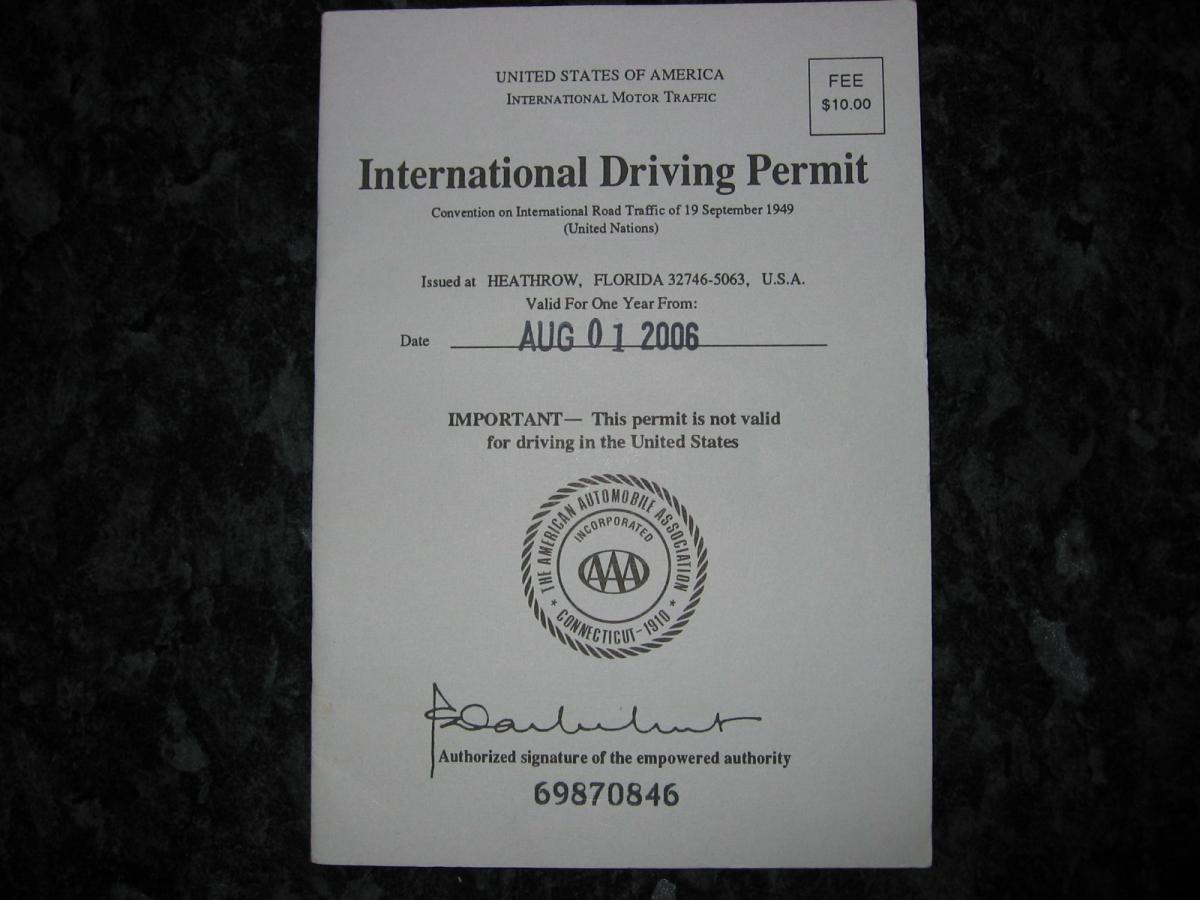 UNITED STATES OF AMERICA
INTERNATIONAL MOTOR TRAFFIC
FEE
$10.00
International Driving Permit
Convention on International Road Traffic of 19 September 1949
(United Nations)
Issued at HEATHROW, FLORIDA 32746-5063, U.S.A.
Valid For One Year From:
Date AUG 01 2006
IMPORTANT— This permit is not valid
for driving in the United States
THE AMERICAN AUTOMOBILE ASSOCIATION
INCORPORATED
AAA
* CONNECTICUT-1910 *
Authorized signature of the empowered authority
69870846